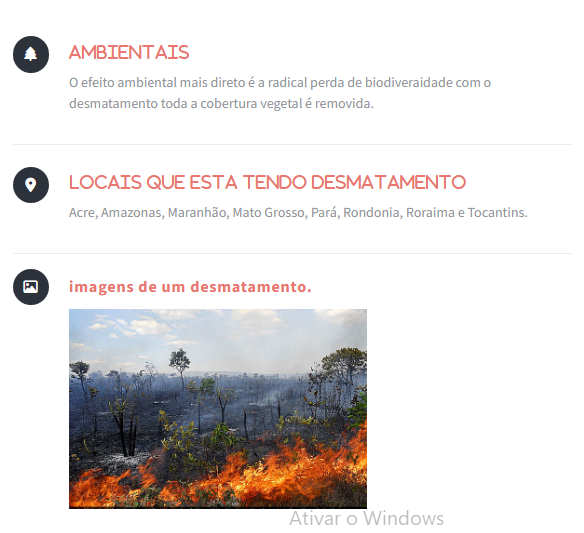 AMBIENTAIS
O efeito ambiental mais direto é a radical perda de biodiveraidade com o
desmatamento toda a cobertura vegetal é removida.
LOCAIS QUE ESTA TENDO DESMATAMENTO
Acre, Amazonas, Maranhão, Mato Grosso, Pará, Rondonia, Roraima e Tocantins.
imagens de um desmatamento.
Ativar o Windows